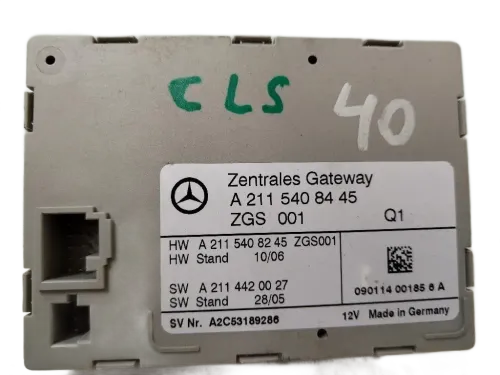 CLS
40
Zentrales Gateway
A 211 540 84 45
ZGS 001 Q1
HW A 211 540 82 45 ZGS001
HW Stand 10/06
SW A 211 442 00 27
SW Stand 28/05
090114 00185 6 A
SV Nr. A2C53189286 12V Made in Germany